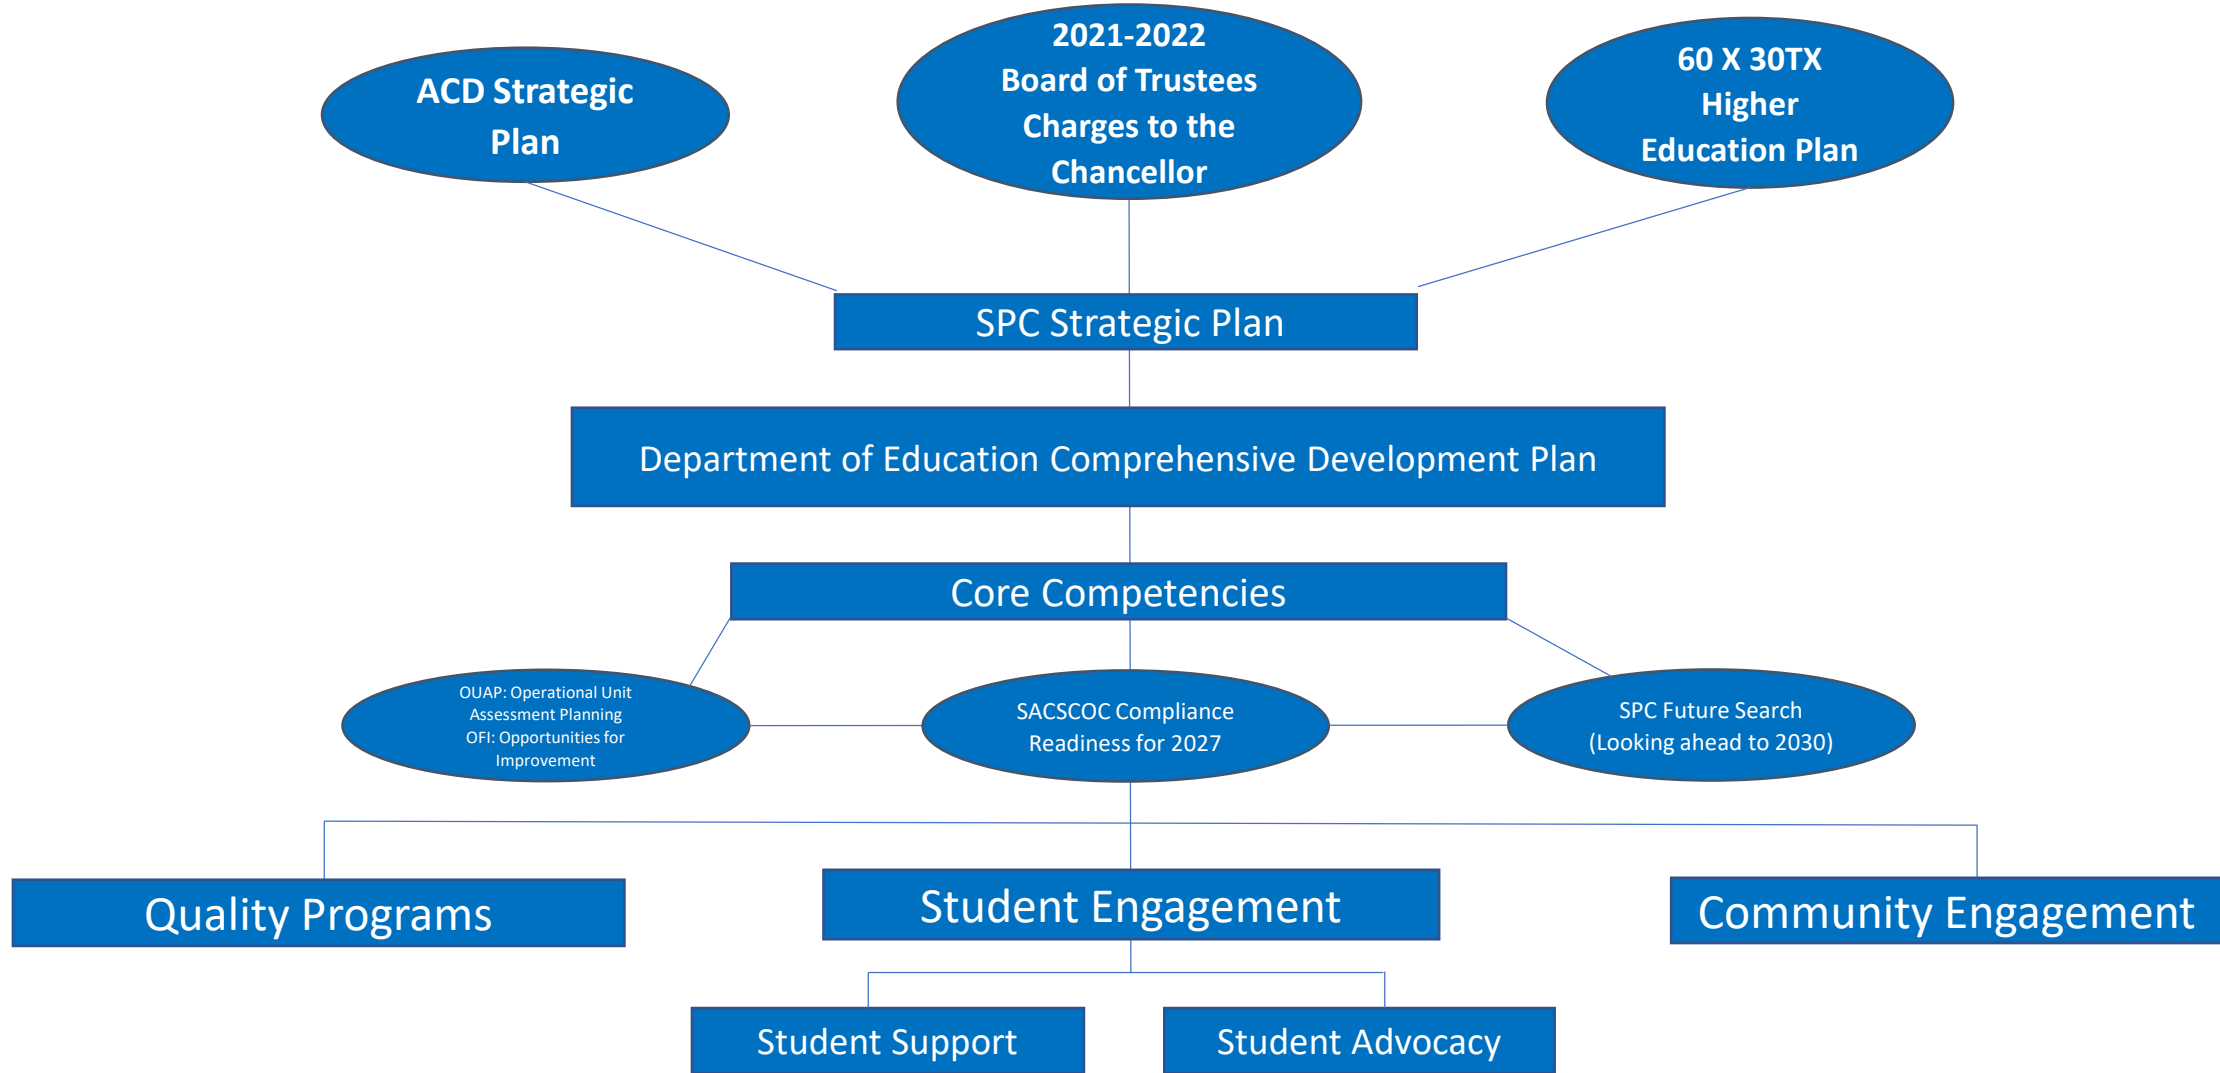 ACD Strategic
Plan
2021-2022
Board of Trustees
Charges to the
Chancellor
60 X 30TX
Higher
Education Plan
SPC Strategic Plan
Department of Education Comprehensive Development Plan
Core Competencies
OUAP: Operational Unit
Assessment Planning
OFI: Opportunities for
Improvement
SACSCOC Compliance
Readiness for 2027
SPC Future Search
(Looking ahead to 2030)
Quality Programs
Student Engagement
Community Engagement
Student Support
Student Advocacy